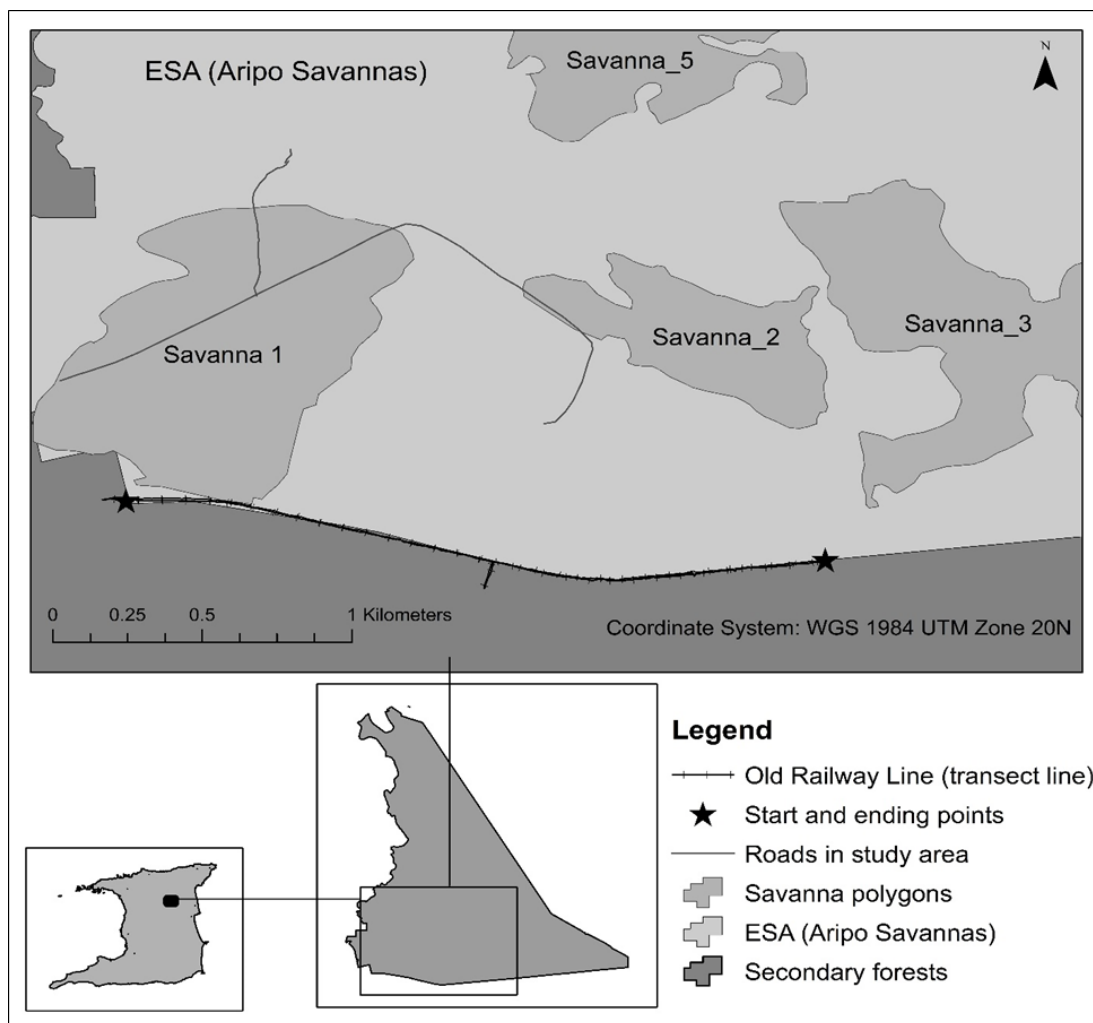 ESA (Aripo Savannas)
Savanna_5
N
Savanna 1
Savanna_2
Savanna_3
0 0.25 0.5 1 Kilometers
Coordinate System: WGS 1984 UTM Zone 20N
Legend
Old Railway Line (transect line)
Start and ending points
Roads in study area
Savanna polygons
ESA (Aripo Savannas)
Secondary forests